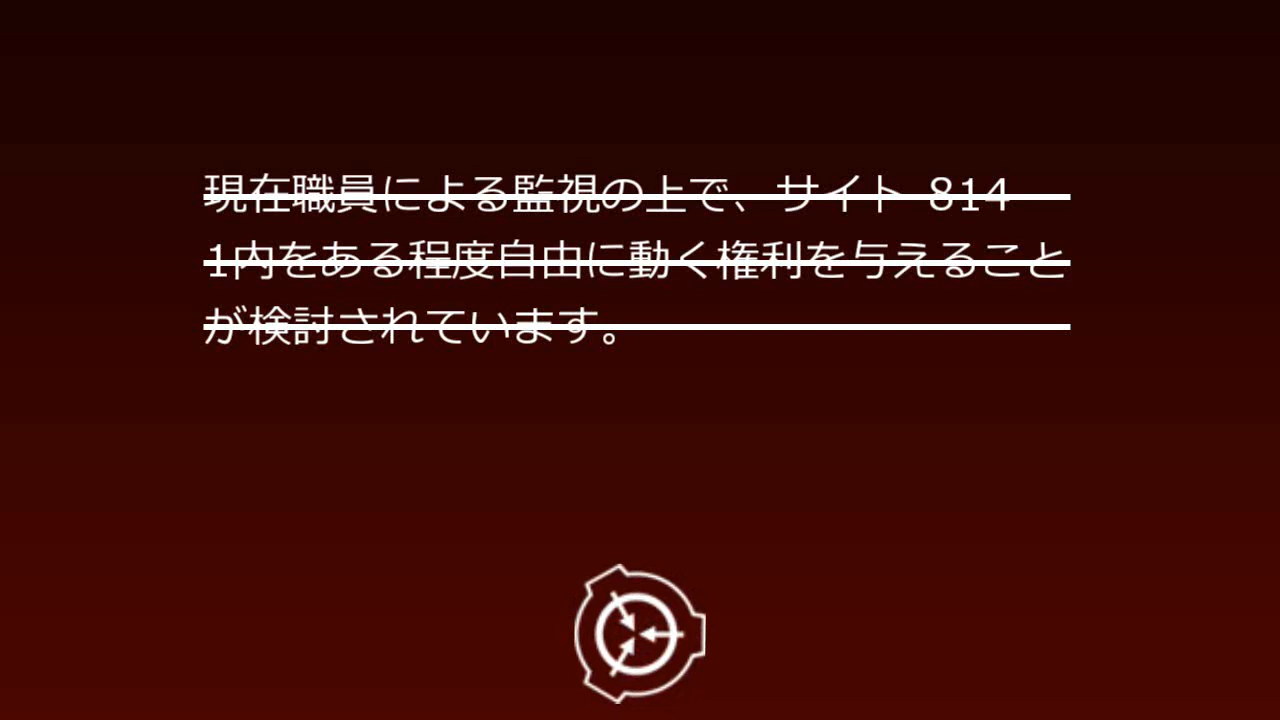 現在職員による監視の上で、サイト-814
1内をある程度自由に動く権利を与えること
が検討されています。